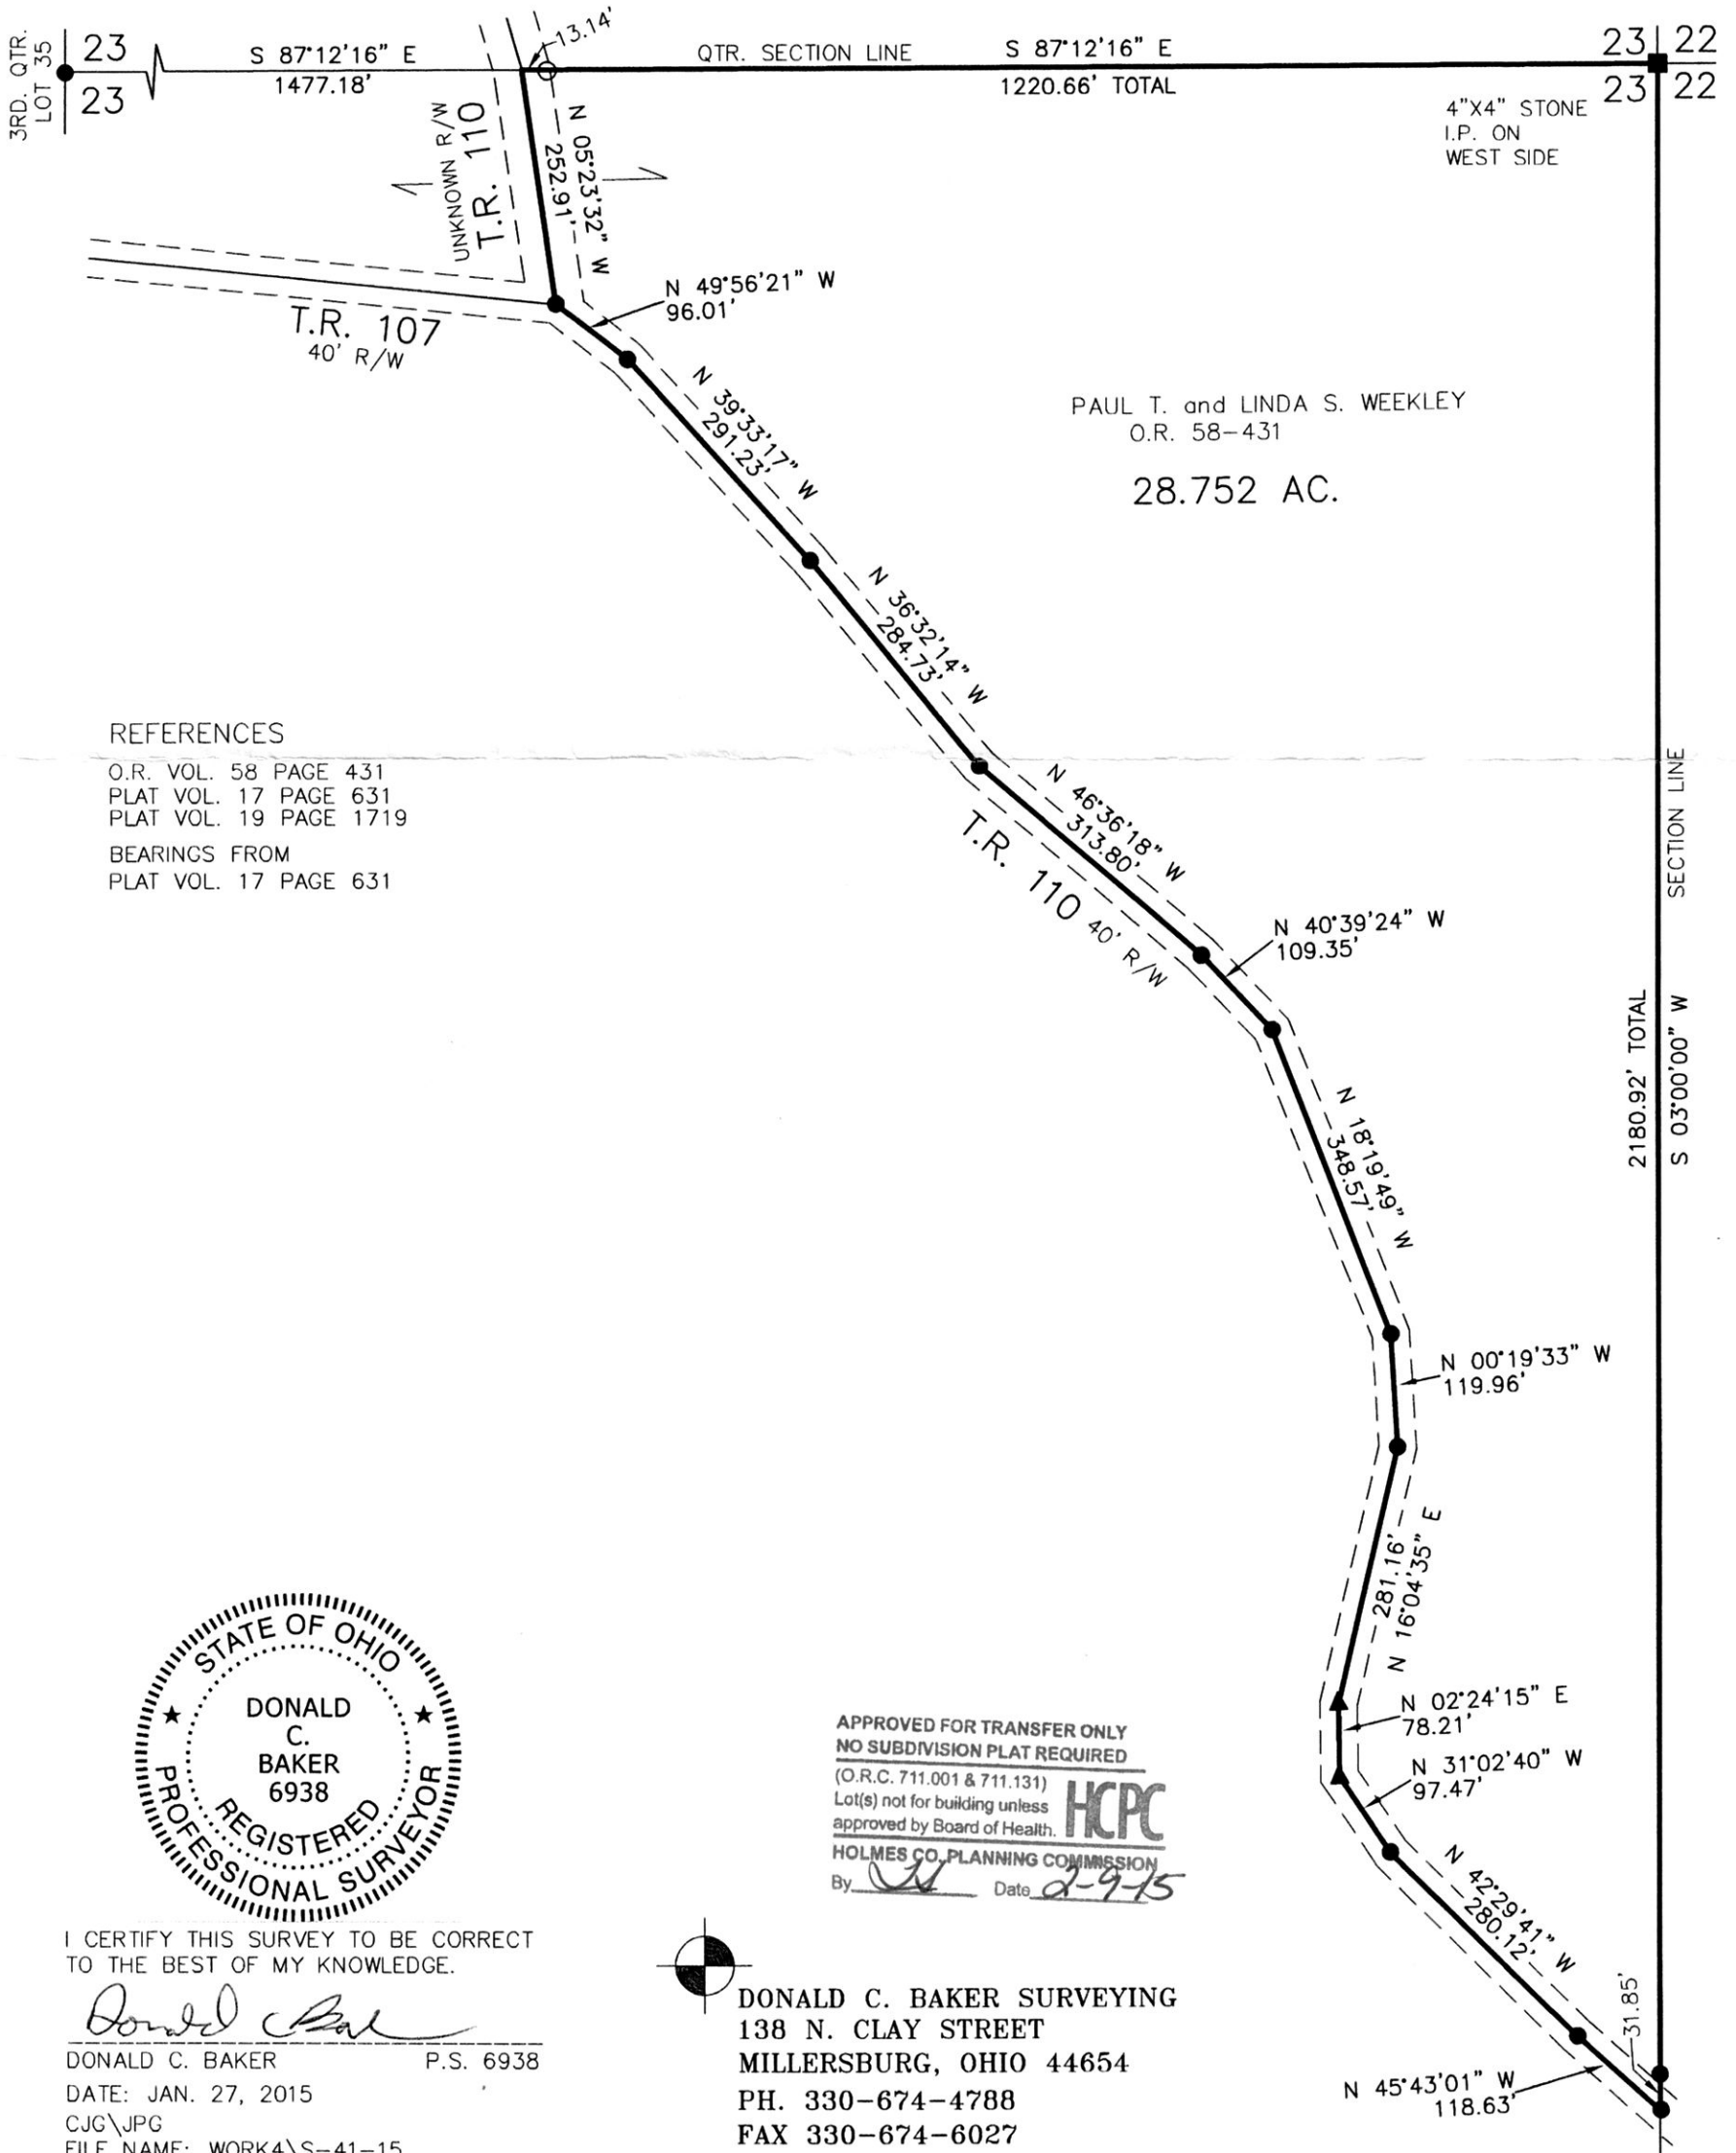 3RD. QTR.
LOT 35
23
23
S 87°12'16" E
1477.18'
13.14'
QTR. SECTION LINE
S 87°12'16" E
1220.66' TOTAL
23 22
23 22
4"X4" STONE
I.P. ON
WEST SIDE
UNKNOWN R/W
T.R. 110
N 05°23'32" W
252.91'
T.R. 107
40' R/W
N 49°56'21" W
96.01'
N 39°33'17" W
291.23'
PAUL T. and LINDA S. WEEKLEY
O.R. 58-431
28.752 AC.
N 36°32'14" W
284.73'
REFERENCES
O.R. VOL. 58 PAGE 431
PLAT VOL. 17 PAGE 631
PLAT VOL. 19 PAGE 1719
BEARINGS FROM
PLAT VOL. 17 PAGE 631
N 46°36'18" W
313.80'
T.R. 110 40' R/W
N 40°39'24" W
109.35'
SECTION LINE
2180.92' TOTAL
S 03°00'00" W
N 18°19'49" W
348.57'
N 00°19'33" W
119.96'
281.16'
N 16°04'35" E
N 02°24'15" E
78.21'
N 31°02'40" W
97.47'
N 42°29'41" W
280.12'
31.85'
N 45°43'01" W
118.63'
STATE OF OHIO
DONALD
C.
BAKER
6938
REGISTERED
PROFESSIONAL SURVEYOR
I CERTIFY THIS SURVEY TO BE CORRECT
TO THE BEST OF MY KNOWLEDGE.
DONALD C. BAKER P.S. 6938
DATE: JAN. 27, 2015
CJG\JPG
FILE NAME: WORK4\S-41-15
APPROVED FOR TRANSFER ONLY
NO SUBDIVISION PLAT REQUIRED
(O.R.C. 711.001 & 711.131)
Lot(s) not for building unless
approved by Board of Health.
HCPC
HOLMES CO. PLANNING COMMISSION
By Date 2-9-15
DONALD C. BAKER SURVEYING
138 N. CLAY STREET
MILLERSBURG, OHIO 44654
PH. 330-674-4788
FAX 330-674-6027